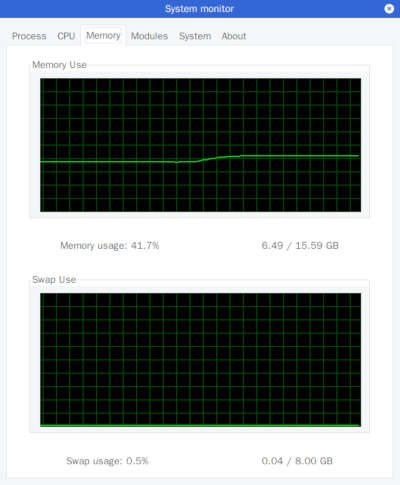 System monitor
Process CPU Memory Modules System About
Memory Use
Memory usage: 41.7% 6.49 / 15.59 GB
Swap Use
Swap usage: 0.5% 0.04 / 8.00 GB